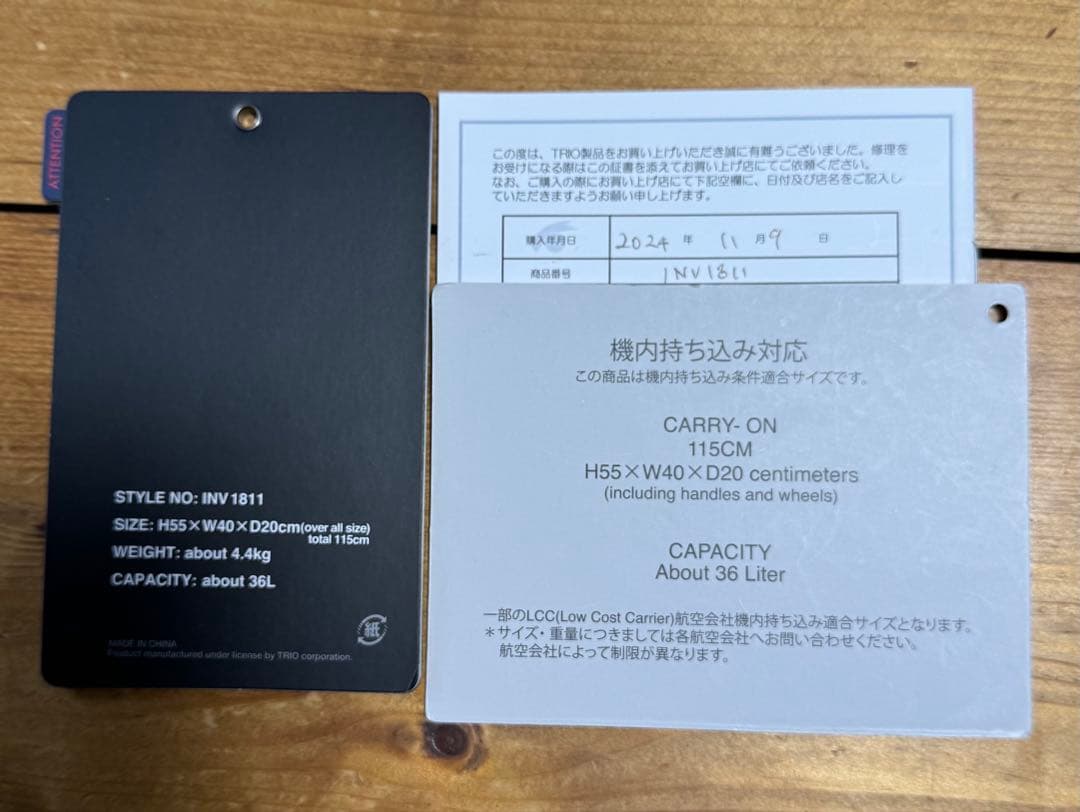 ATTENTION
STYLE NO: INV1811
SIZE: H55×W40×D20cm(over all size)
total 115cm
WEIGHT: about 4.4kg
CAPACITY: about 36L
紙
MADE IN CHINA
Product manufactured under license by TRIO corporation.
この度は、TRIO製品をお買い上げいただき誠に有難うございました。修理を
お受けになる際はこの証書を添えてお買い上げ店にてご依頼ください。
なお、ご購入の際にお買い上げ店にて下記空欄に、日付及び店名をご記入し
ていただきますようお願い申し上げます。
購入年月日 2024 年 11 月 9 日
商品番号 INV1811
機内持ち込み対応
この商品は機内持ち込み条件適合サイズです。
CARRY- ON
115CM
H55×W40×D20 centimeters
(including handles and wheels)
CAPACITY
About 36 Liter
一部のLCC(Low Cost Carrier)航空会社機内持ち込み適合サイズとなります。
＊サイズ・重量につきましては各航空会社へお問い合わせください。
航空会社によって制限が異なります。